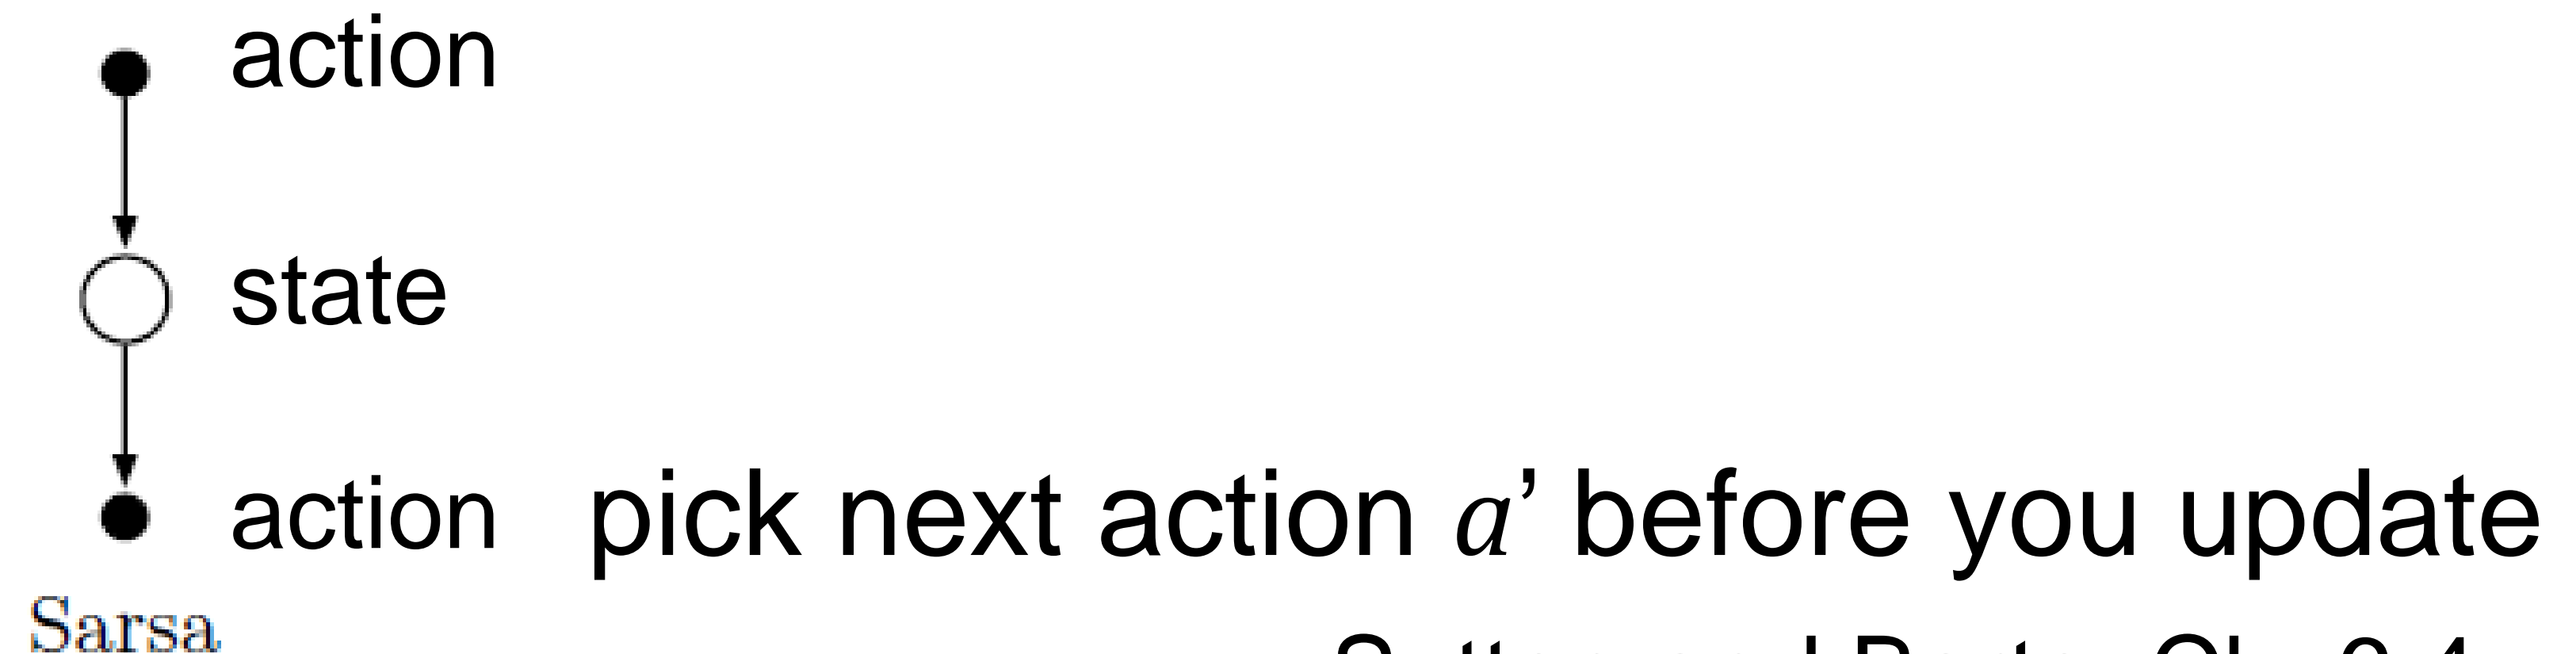 action
state
action pick next action a’ before you update
Sarsa